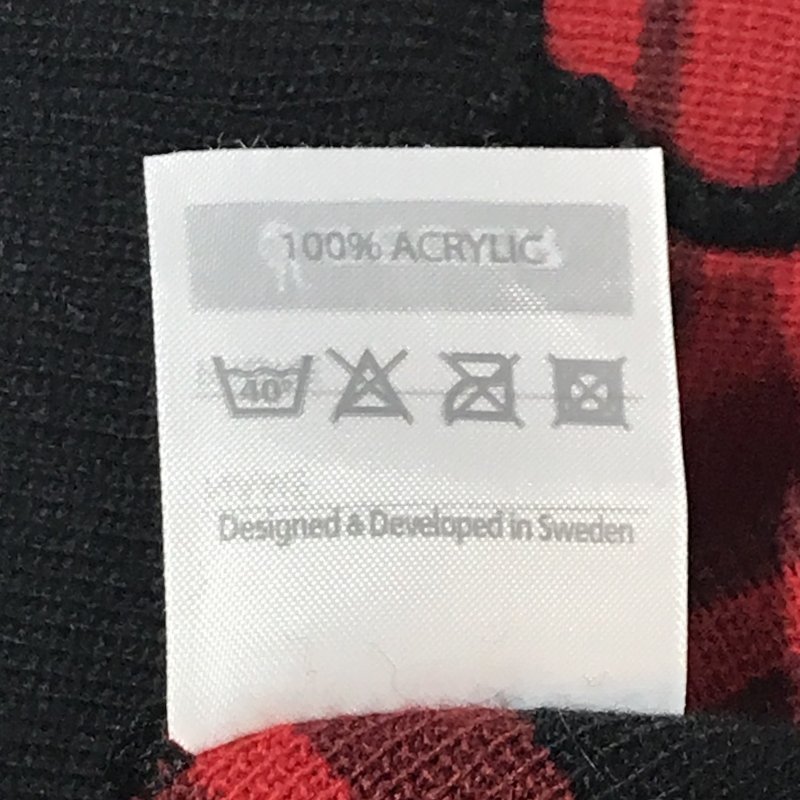 100% ACRYLIC
40°
Designed & Developed in Sweden